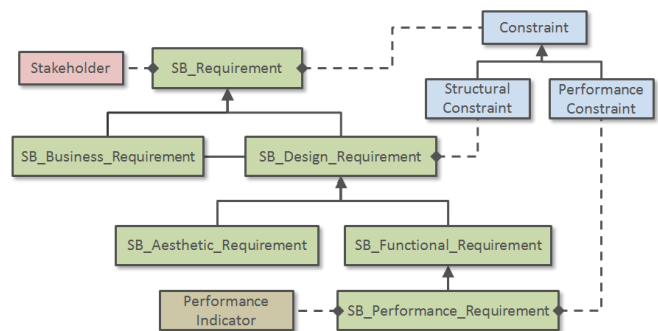 Constraint
Stakeholder
SB_Requirement
Structural
Constraint
Performance
Constraint
SB_Business_Requirement
SB_Design_Requirement
SB_Aesthetic_Requirement
SB_Functional_Requirement
Performance
Indicator
SB_Performance_Requirement